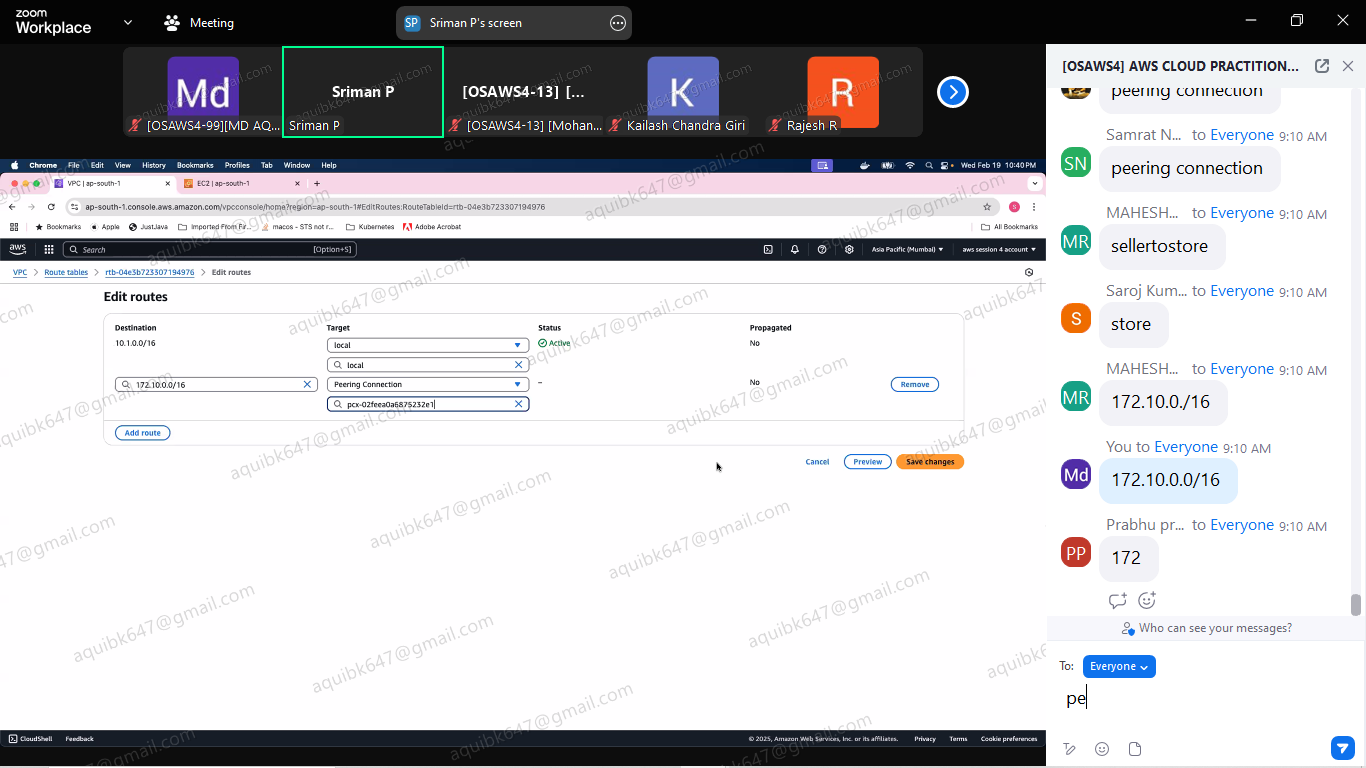 zoom
Workplace
Meeting
SP Sriman P's screen
Md
Sriman P
[OSAWS4-13] [...
K
R
[OSAWS4-99][MD AQ...
Sriman P
[OSAWS4-13] [Mohan...
Kailash Chandra Giri
Rajesh R
Chrome File Edit View History Bookmarks Profiles Tab Window Help
Wed Feb 19 10:40 PM
VPC | ap-south-1
EC2 | ap-south-1
ap-south-1.console.aws.amazon.com/vpcconsole/home?region=ap-south-1#EditRoutes:RouteTableId=rtb-04e3b723307194976
S
Bookmarks Apple JustJava Imported From Fir... macos - STS not r... Kubernetes Adobe Acrobat All Bookmarks
aws Search [Option+S] Asia Pacific (Mumbai) aws session 4 account
VPC > Route tables > rtb-04e3b723307194976 > Edit routes
Edit routes
Destination Target Status Propagated
10.1.0.0/16 local Active No
local
172.10.0.0/16 Peering Connection – No Remove
pcx-02feea0a6875232e1
Add route
Cancel Preview Save changes
CloudShell Feedback © 2025, Amazon Web Services, Inc. or its affiliates. Privacy Terms Cookie preferences
aquibk647@gmail.com
[OSAWS4] AWS CLOUD PRACTITION...
peering connection
Samrat N... to Everyone 9:10 AM
SN peering connection
MAHESH... to Everyone 9:10 AM
MR sellertostore
Saroj Kum... to Everyone 9:10 AM
S store
MAHESH... to Everyone 9:10 AM
MR 172.10.0./16
You to Everyone 9:10 AM
Md 172.10.0.0/16
Prabhu pr... to Everyone 9:10 AM
PP 172
Who can see your messages?
To: Everyone
pe